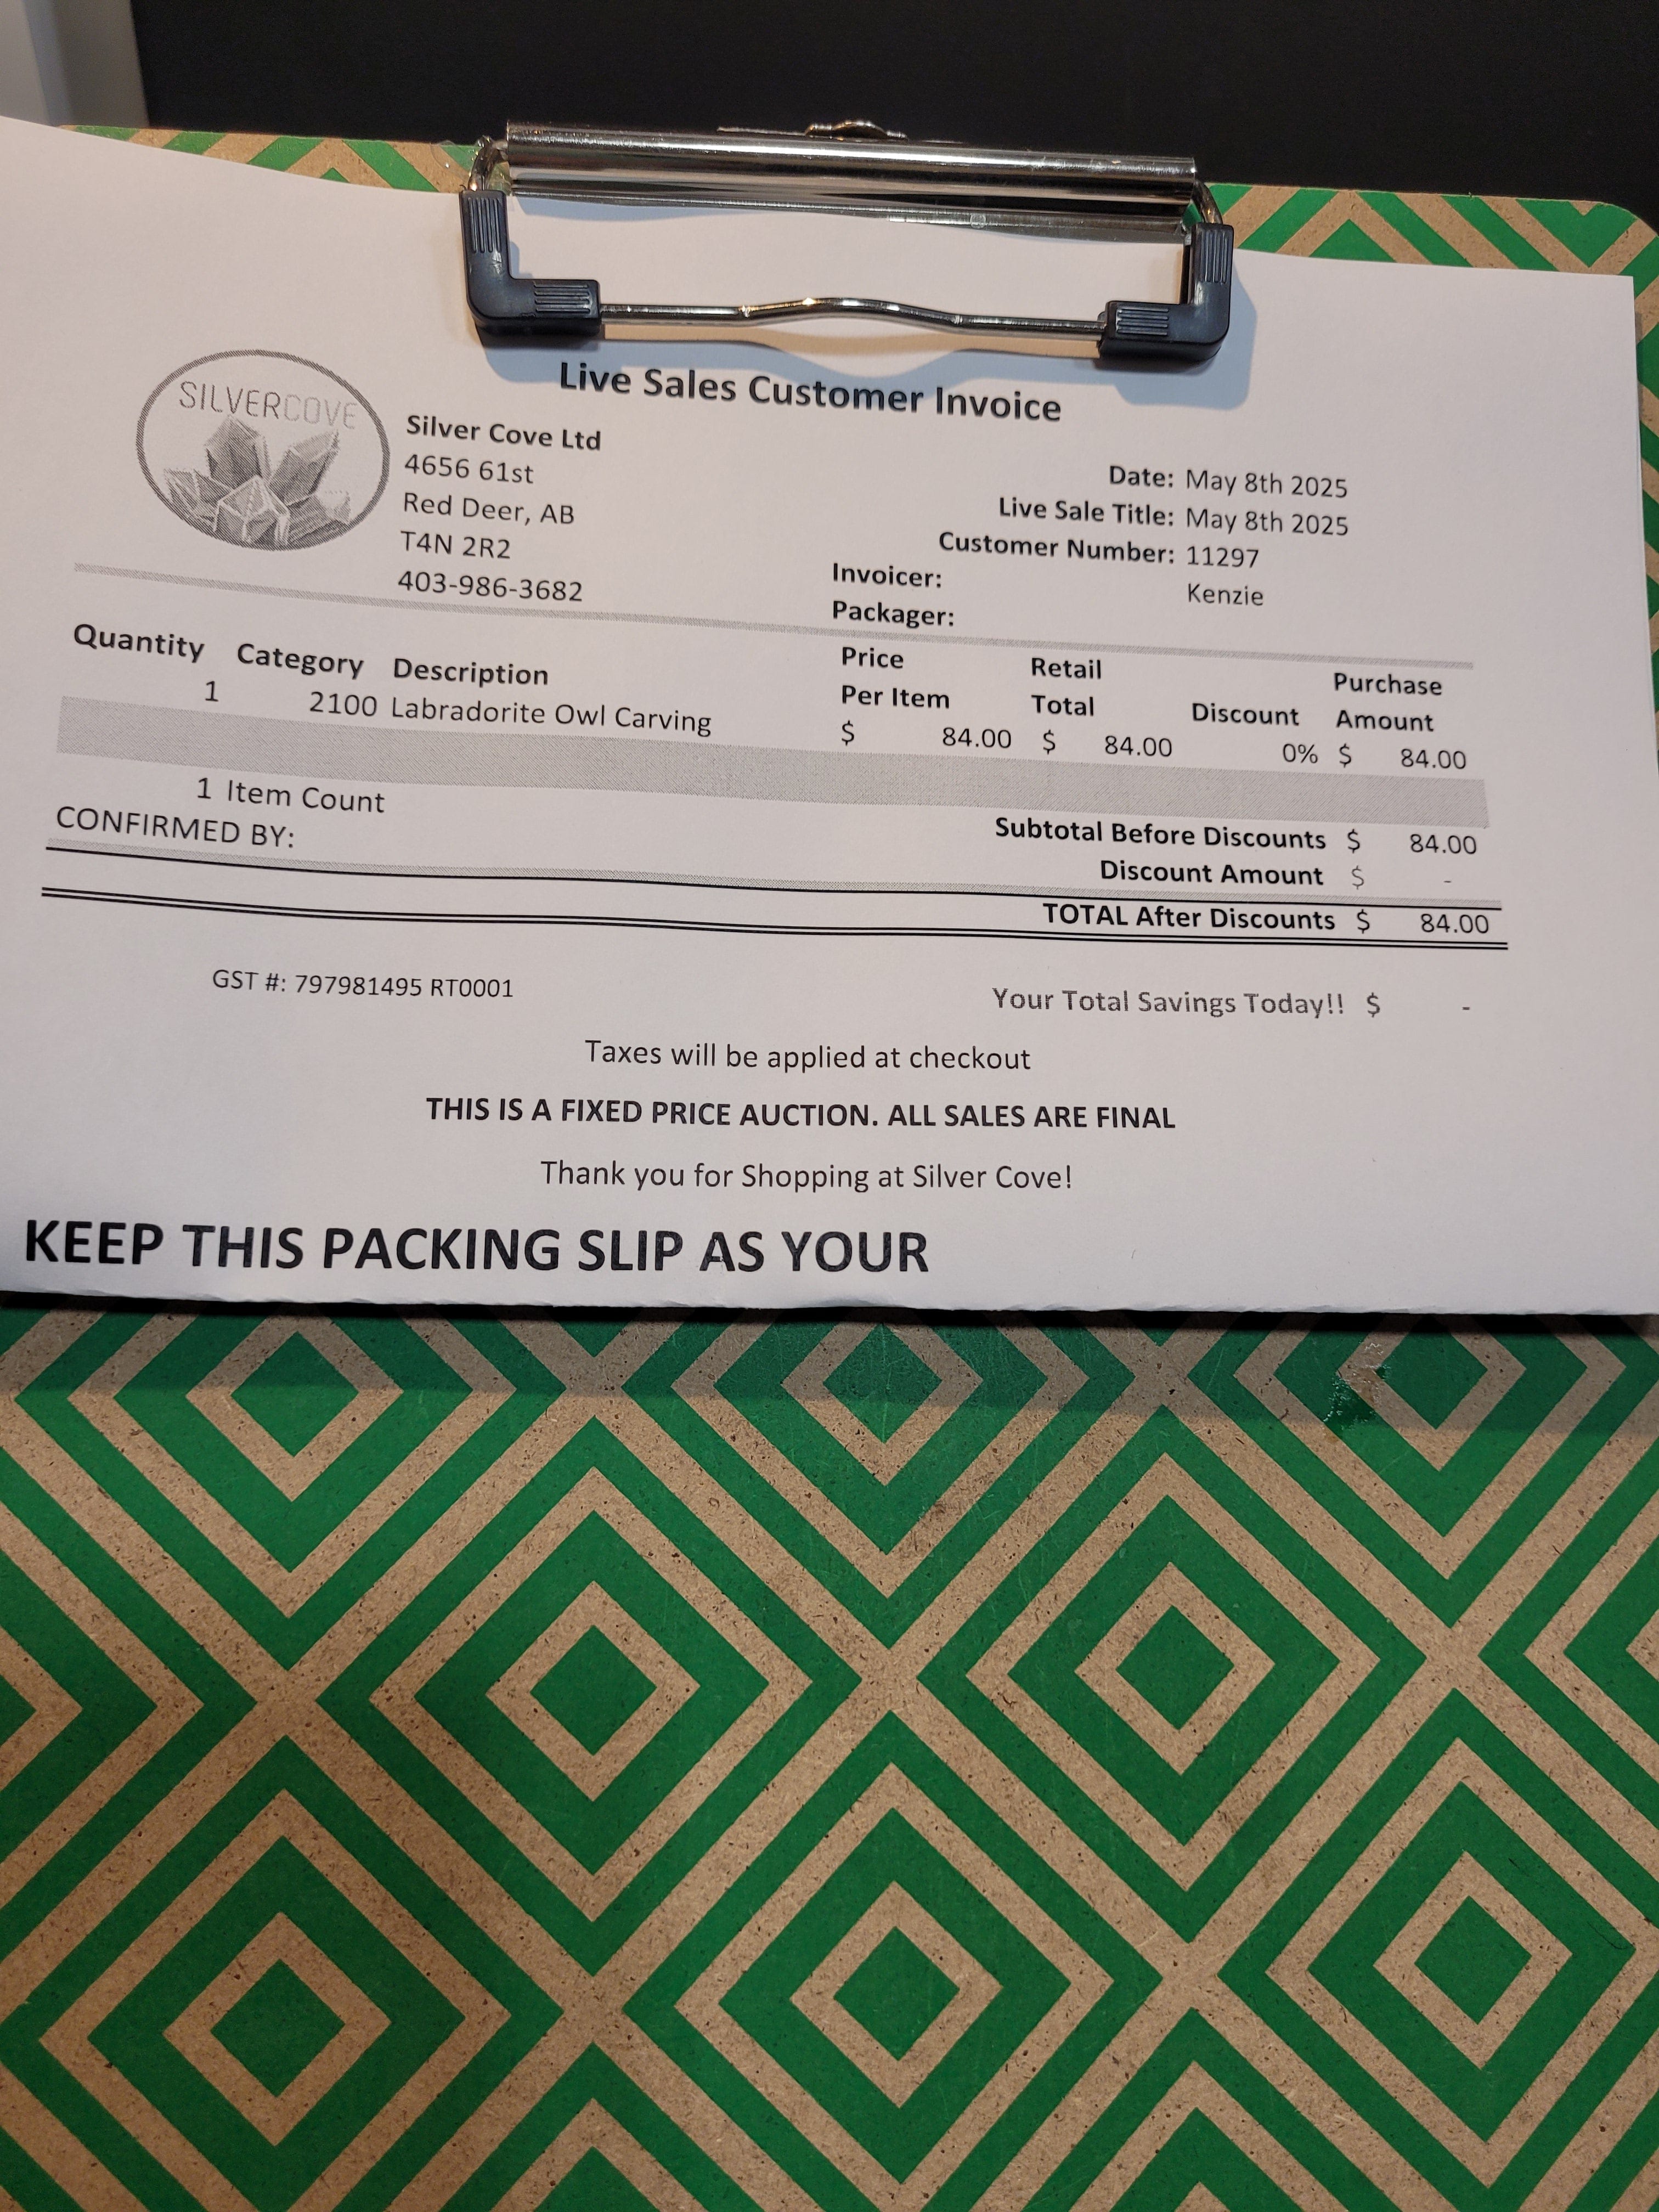 Live Sales Customer Invoice
SILVERCOVE
Silver Cove Ltd
4656 61st
Red Deer, AB
T4N 2R2
403-986-3682
Date: May 8th 2025
Live Sale Title: May 8th 2025
Customer Number: 11297
Invoicer: Kenzie
Packager:
Quantity Category Description Price Per Item Retail Total Discount Purchase Amount
1 2100 Labradorite Owl Carving $ 84.00 $ 84.00 0% $ 84.00
1 Item Count
CONFIRMED BY:
Subtotal Before Discounts $ 84.00
Discount Amount $ -
TOTAL After Discounts $ 84.00
GST #: 797981495 RT0001
Your Total Savings Today!! $ -
Taxes will be applied at checkout
THIS IS A FIXED PRICE AUCTION. ALL SALES ARE FINAL
Thank you for Shopping at Silver Cove!
KEEP THIS PACKING SLIP AS YOUR